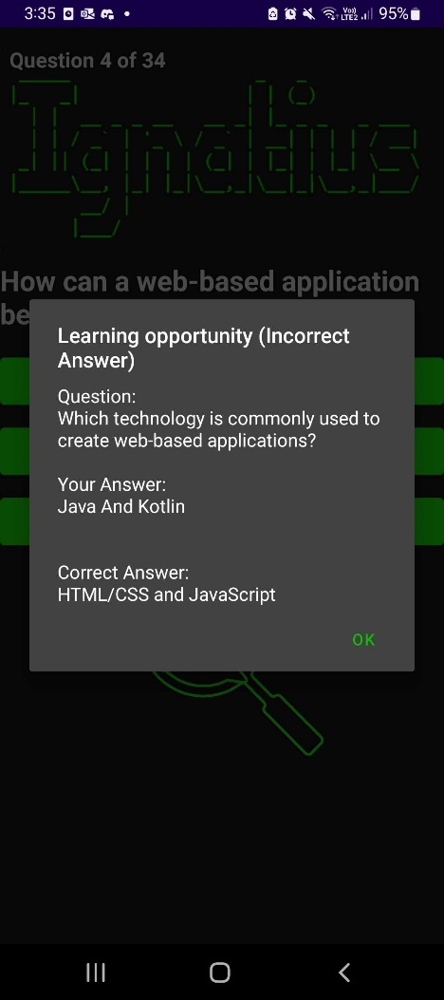 3:35
Vo))
LTE2
95%
Question 4 of 34
Ignatius
How can a web-based application
be
Learning opportunity (Incorrect
Answer)
Question:
Which technology is commonly used to
create web-based applications?
Your Answer:
Java And Kotlin
Correct Answer:
HTML/CSS and JavaScript
OK